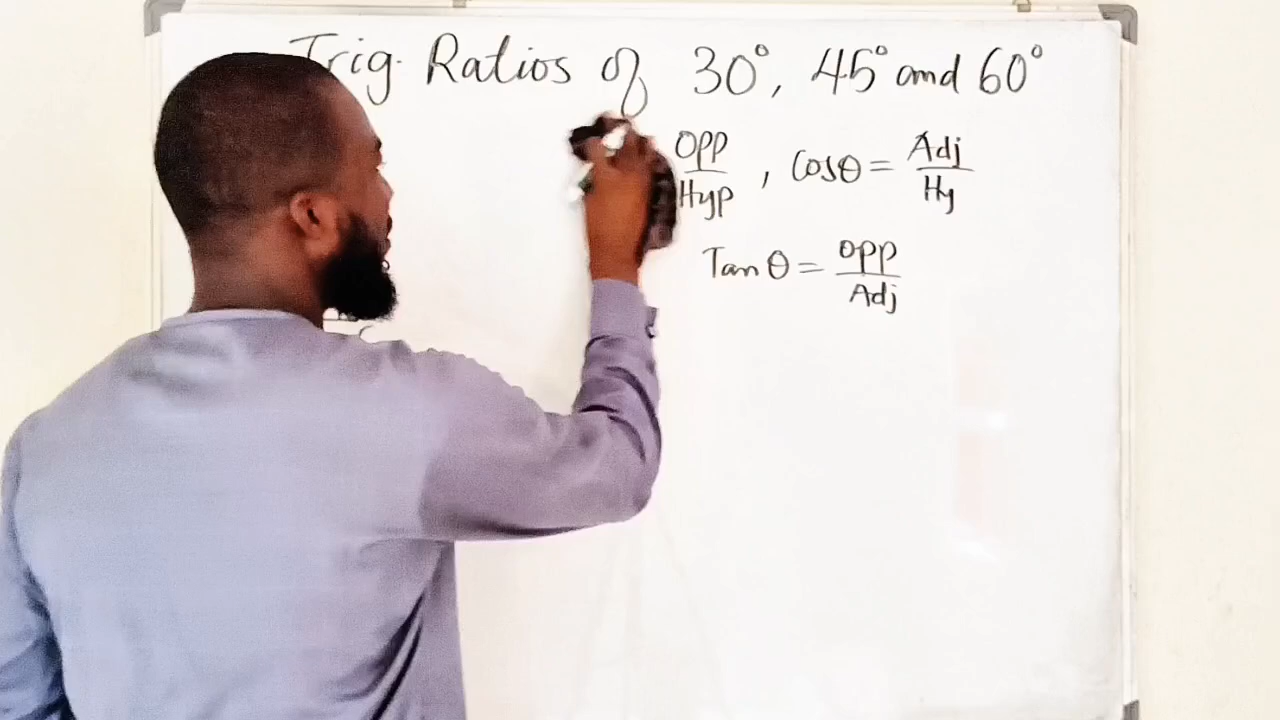 Trig. Ratios of 30°, 45° and 60°
Opp/Hyp, Cosθ = Adj/Hy
Tan θ = Opp/Adj